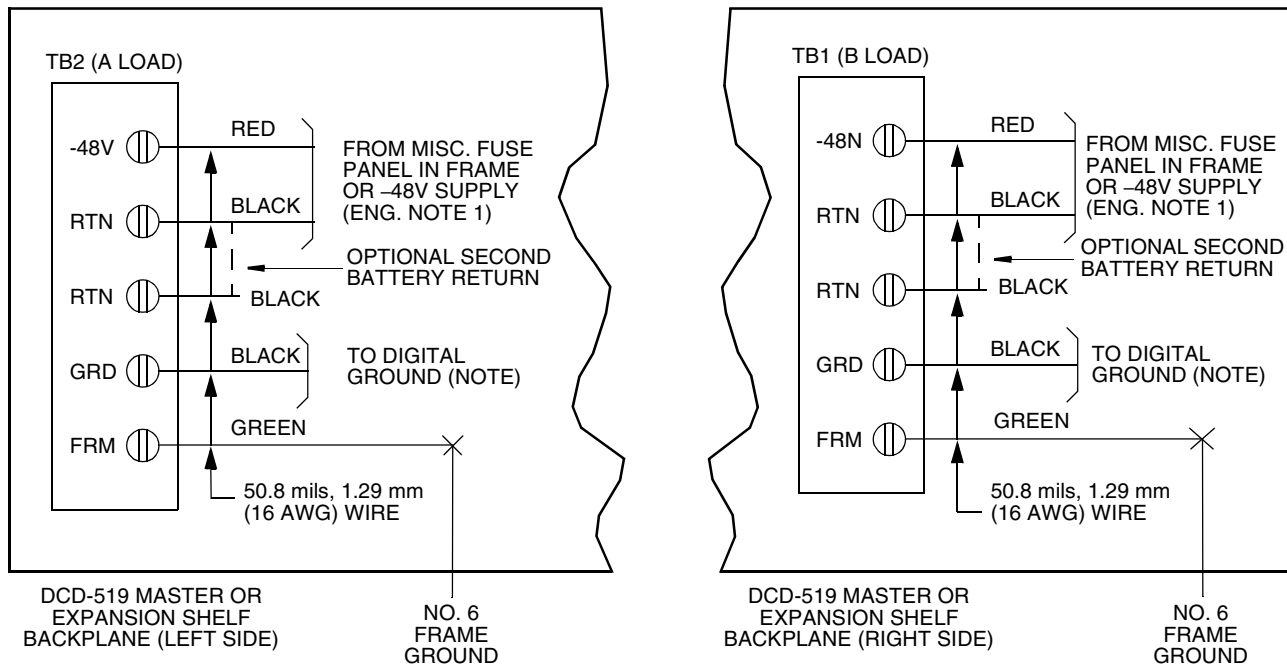 TB2 (A LOAD)
-48V
RED
FROM MISC. FUSE
PANEL IN FRAME
OR –48V SUPPLY
(ENG. NOTE 1)
RTN
BLACK
OPTIONAL SECOND
BATTERY RETURN
RTN
BLACK
GRD
BLACK
TO DIGITAL
GROUND (NOTE)
FRM
GREEN
50.8 mils, 1.29 mm
(16 AWG) WIRE
DCD-519 MASTER OR
EXPANSION SHELF
BACKPLANE (LEFT SIDE)
NO. 6
FRAME
GROUND
TB1 (B LOAD)
-48N
RED
FROM MISC. FUSE
PANEL IN FRAME
OR –48V SUPPLY
(ENG. NOTE 1)
RTN
BLACK
OPTIONAL SECOND
BATTERY RETURN
RTN
BLACK
GRD
BLACK
TO DIGITAL
GROUND (NOTE)
FRM
GREEN
50.8 mils, 1.29 mm
(16 AWG) WIRE
DCD-519 MASTER OR
EXPANSION SHELF
BACKPLANE (RIGHT SIDE)
NO. 6
FRAME
GROUND